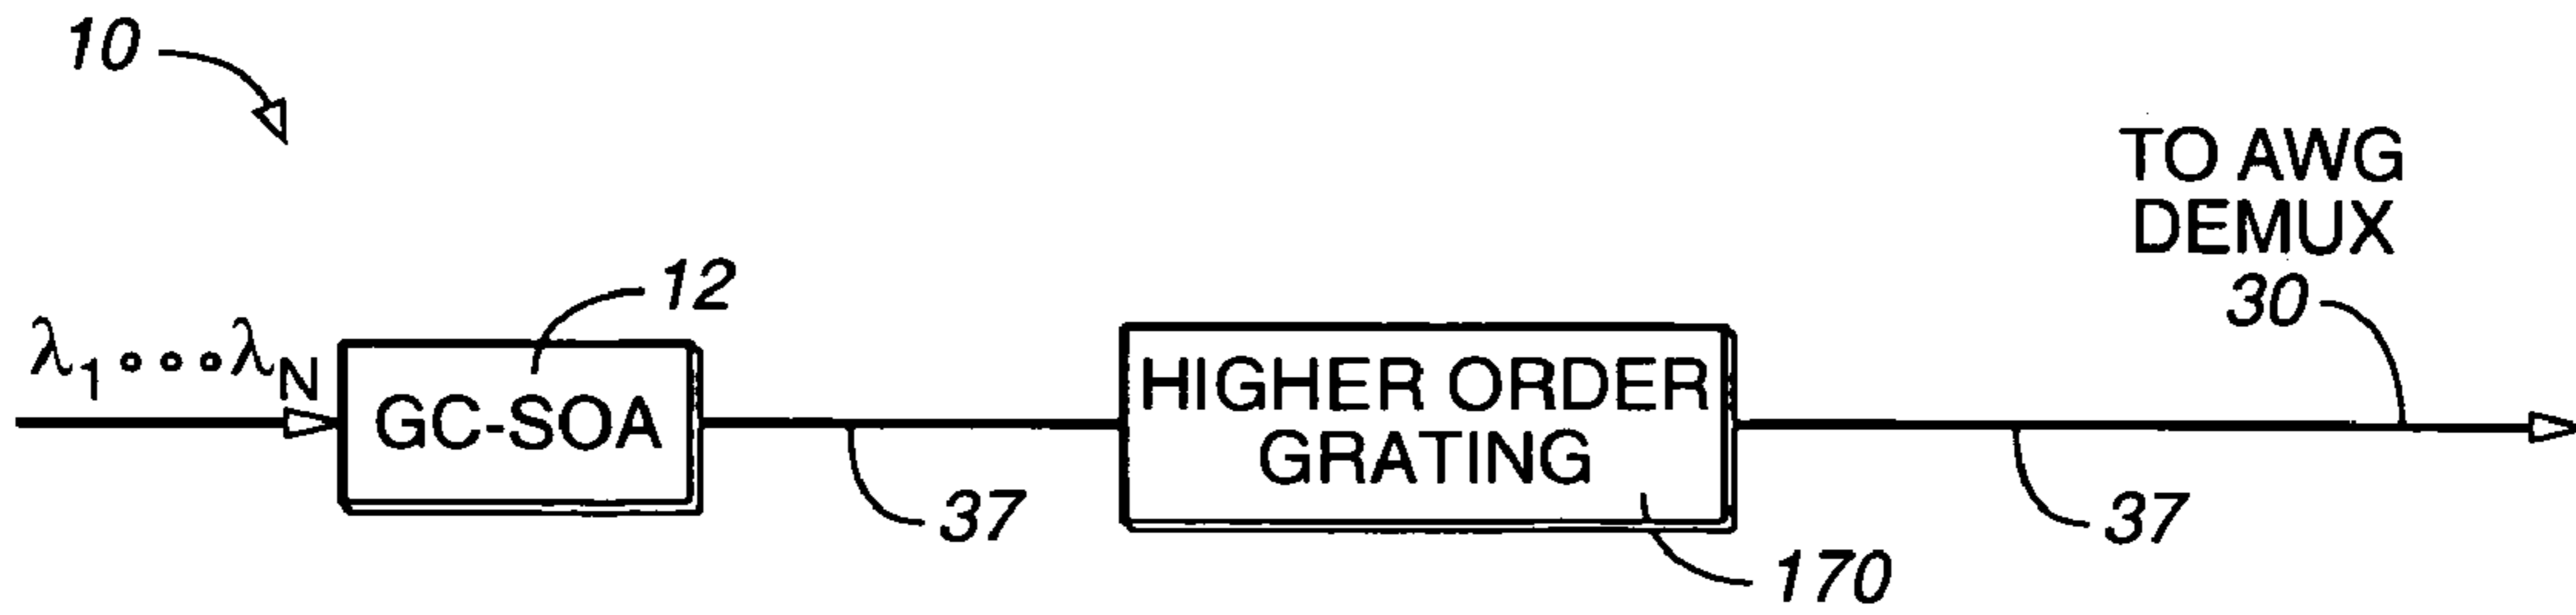 10
TO AWG
DEMUX
30
12
λ1∘∘∘λN
GC-SOA
HIGHER ORDER
GRATING
37
37
170